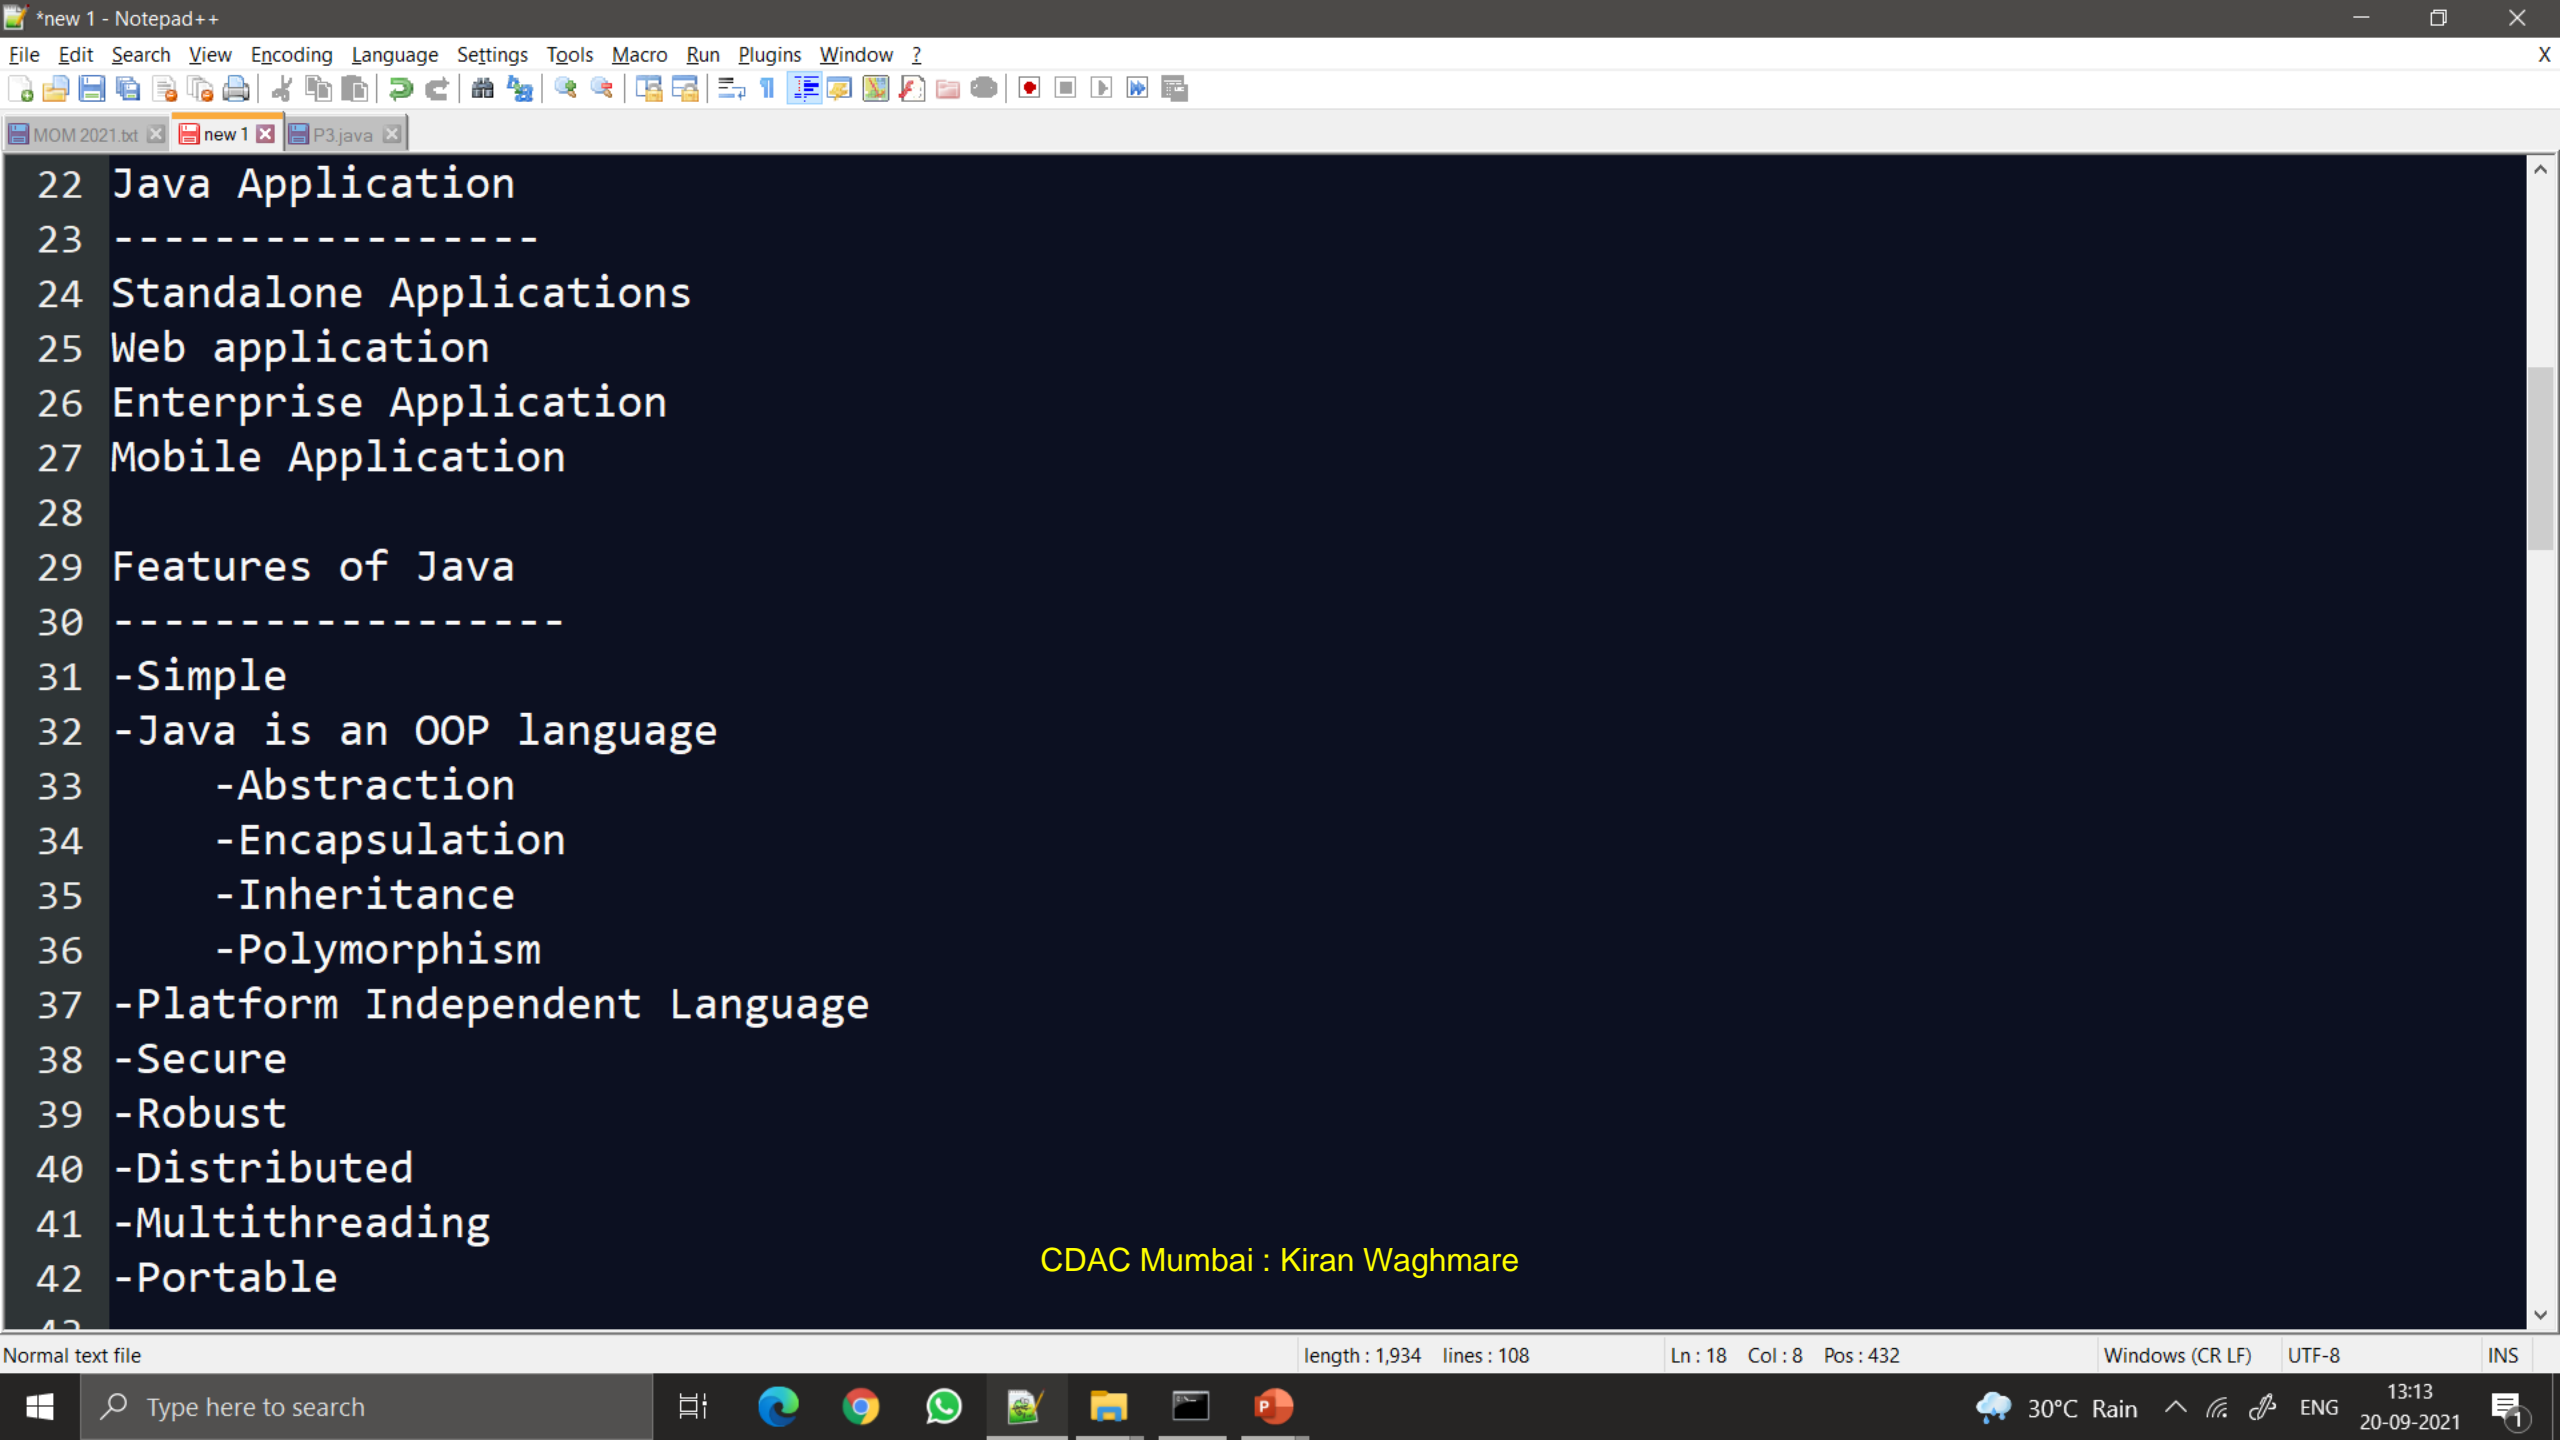 *new 1 - Notepad++
File Edit Search View Encoding Language Settings Tools Macro Run Plugins Window ? X
MOM 2021.txt new 1 P3.java
22 Java Application
23 -----------------
24 Standalone Applications
25 Web application
26 Enterprise Application
27 Mobile Application
28
29 Features of Java
30 ------------------
31 -Simple
32 -Java is an OOP language
33 -Abstraction
34 -Encapsulation
35 -Inheritance
36 -Polymorphism
37 -Platform Independent Language
38 -Secure
39 -Robust
40 -Distributed
41 -Multithreading
42 -Portable
CDAC Mumbai : Kiran Waghmare
Normal text file length : 1,934 lines : 108 Ln : 18 Col : 8 Pos : 432 Windows (CR LF) UTF-8 INS
Type here to search 30°C Rain ENG 13:13
20-09-2021 1